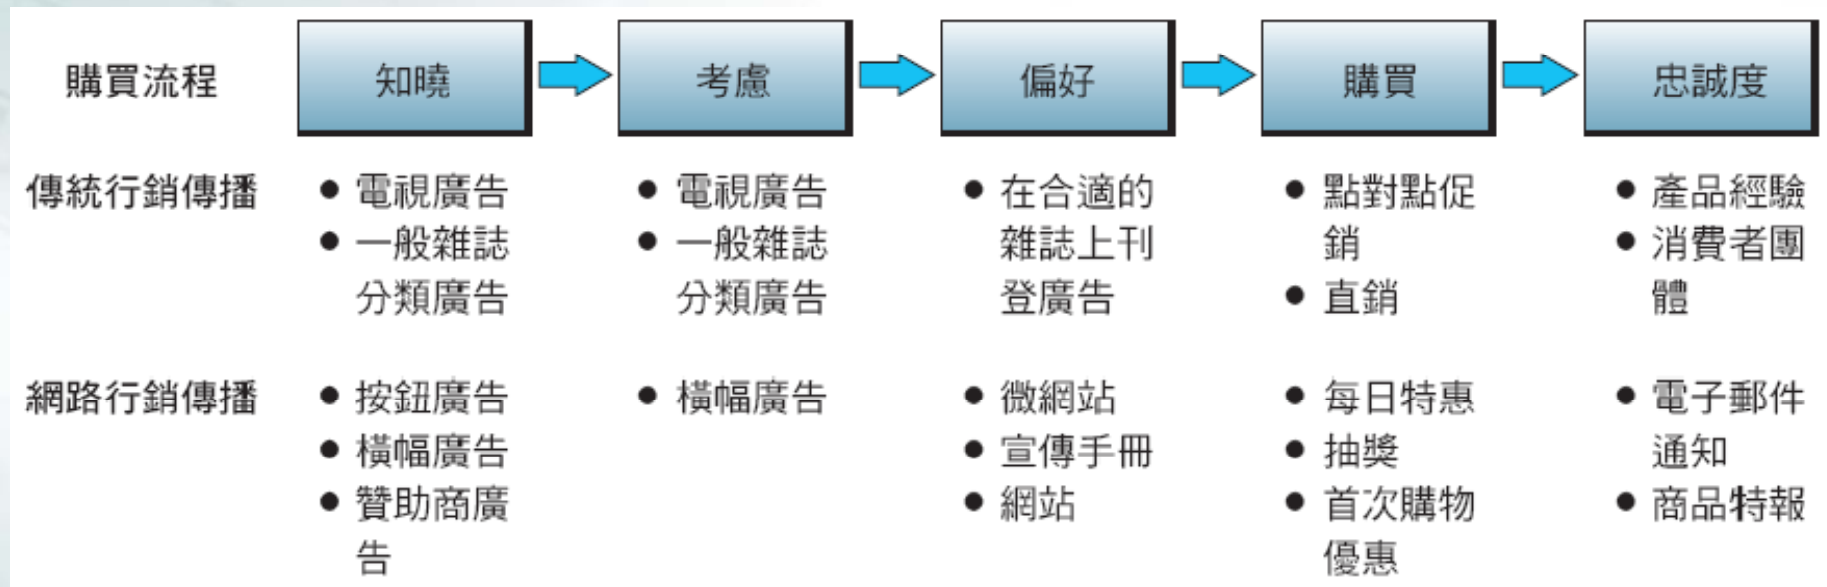 購買流程
知曉
考慮
偏好
購買
忠誠度
傳統行銷傳播
● 電視廣告
● 一般雜誌
分類廣告
● 電視廣告
● 一般雜誌
分類廣告
● 在合適的
雜誌上刊
登廣告
● 點對點促
銷
● 直銷
● 產品經驗
● 消費者團
體
網路行銷傳播
● 按鈕廣告
● 橫幅廣告
● 贊助商廣
告
● 橫幅廣告
● 微網站
● 宣傳手冊
● 網站
● 每日特惠
● 抽獎
● 首次購物
優惠
● 電子郵件
通知
● 商品特報